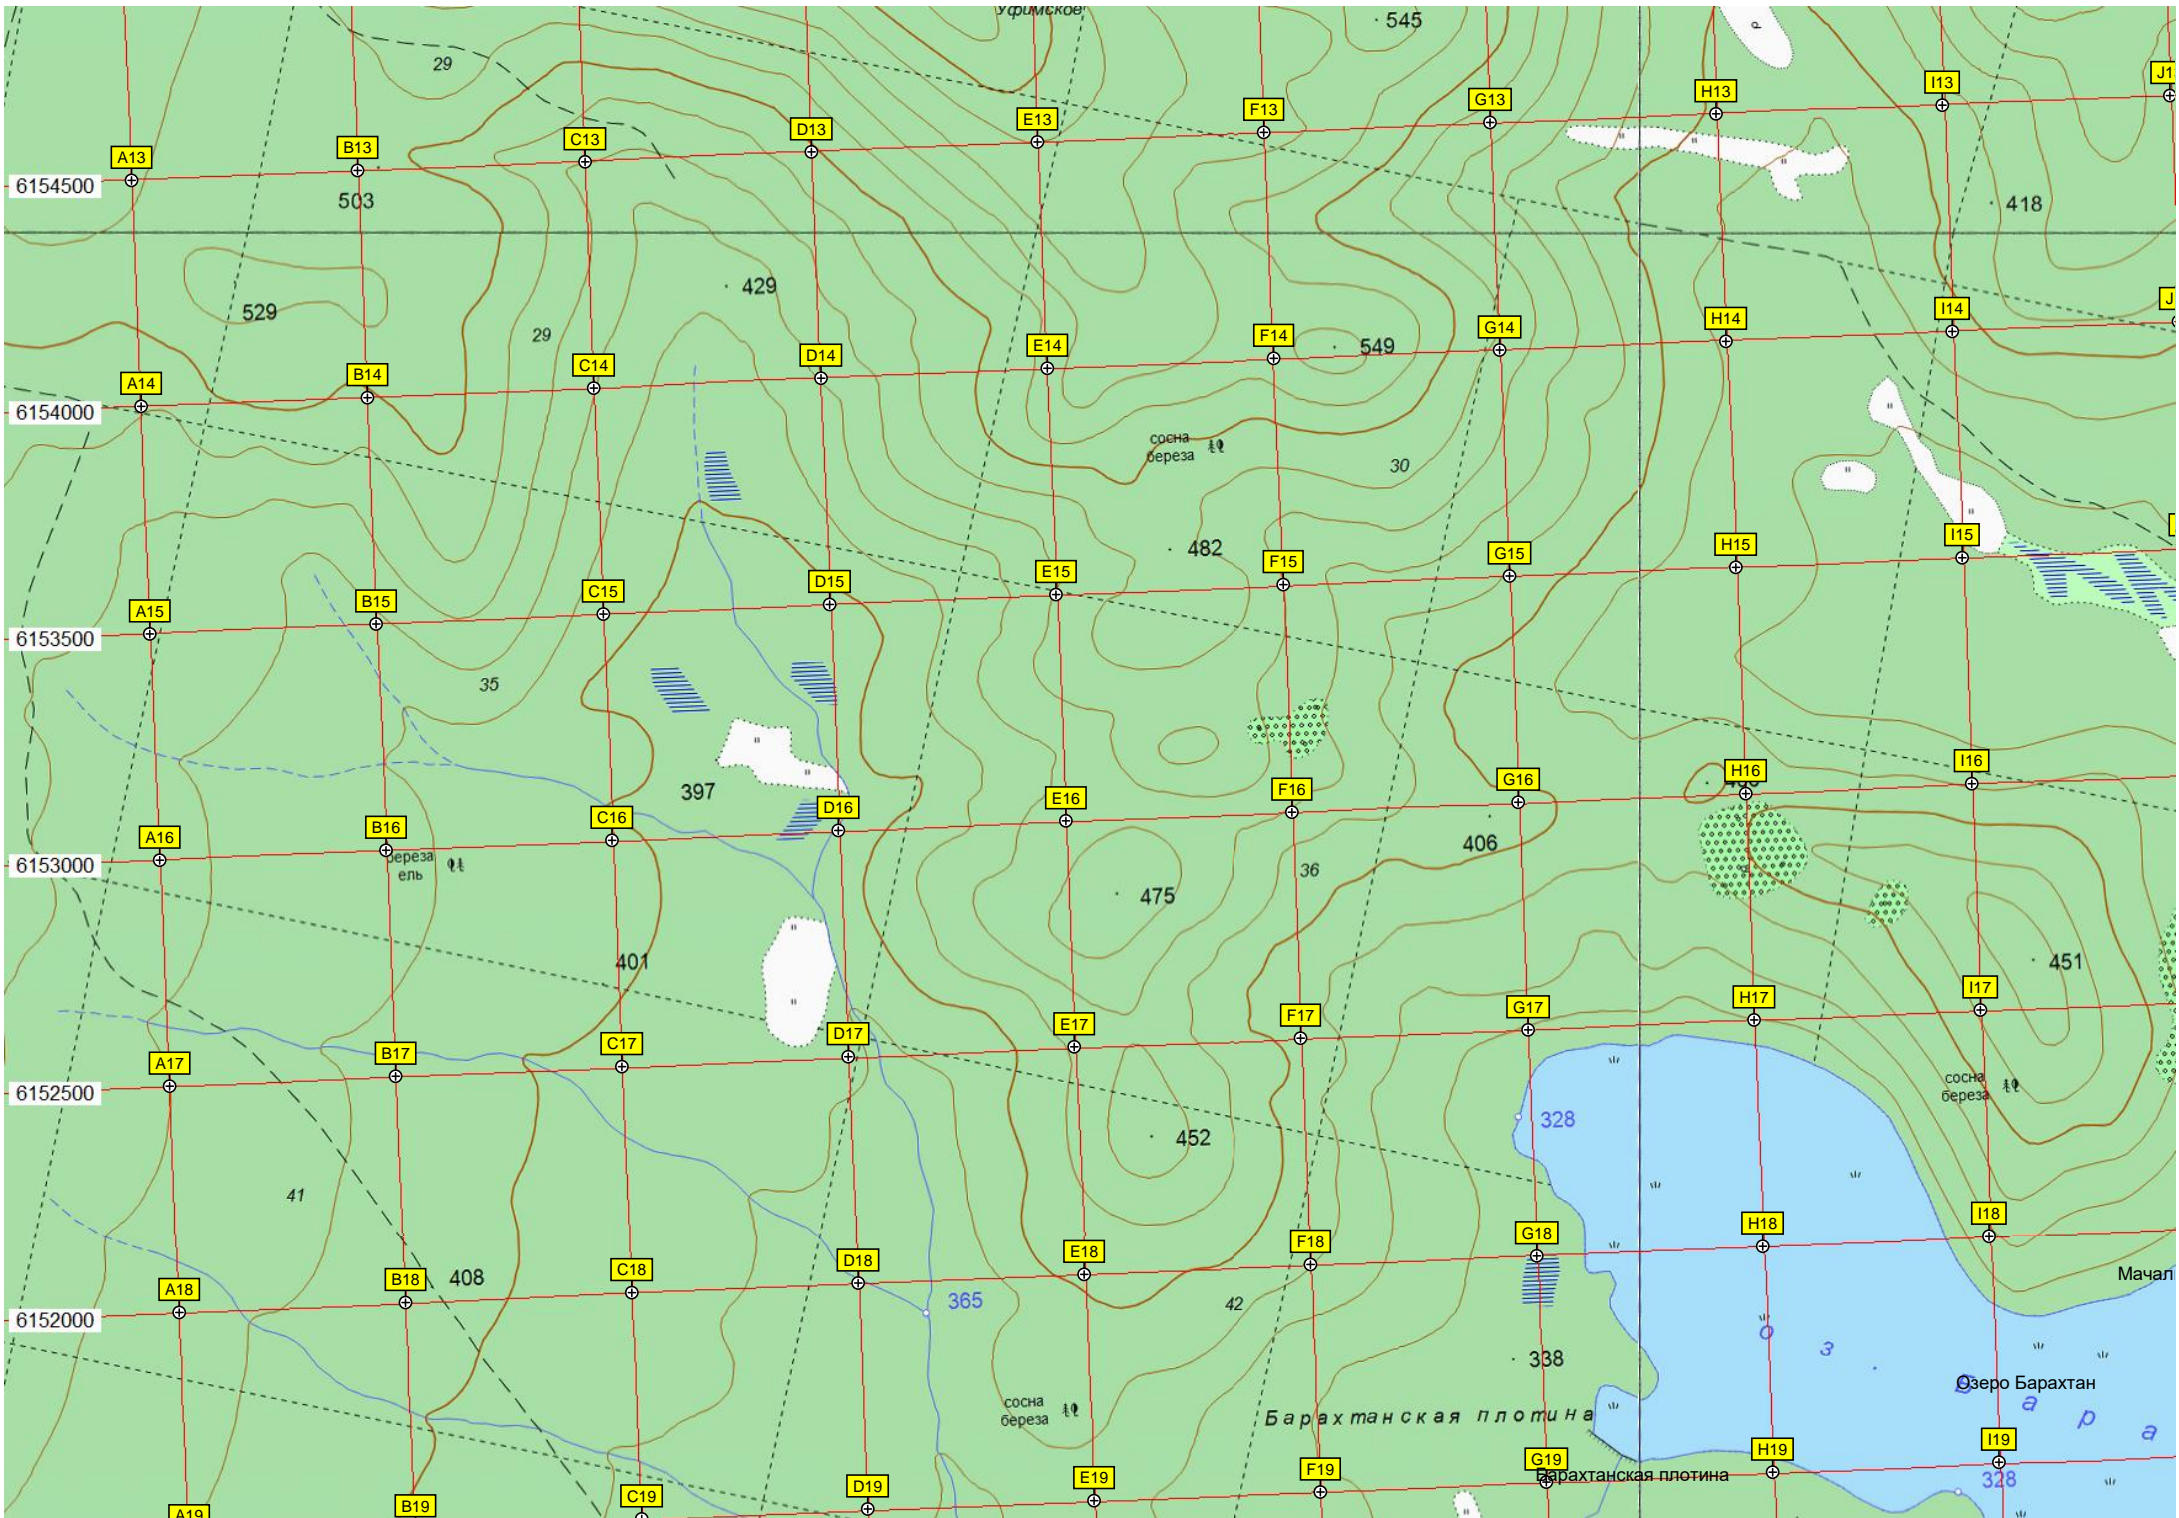 Уфимское
545
29
A13
B13
C13
D13
E13
F13
G13
H13
I13
6154500
503
418
529
429
29
549
A14
B14
C14
D14
E14
F14
G14
H14
I14
6154000
сосна
береза
30
482
A15
B15
C15
D15
E15
F15
G15
H15
I15
6153500
35
397
A16
B16
C16
D16
E16
F16
G16
H16
I16
406
6153000
береза
ель
36
475
401
451
A17
B17
C17
D17
E17
F17
G17
H17
I17
6152500
сосна
береза
328
452
41
A18
B18
C18
D18
E18
F18
G18
H18
I18
408
365
42
Мачал
6152000
338
о з .
Б а р а
Озеро Барахтан
сосна
береза
Барахтанская плотина
A19
B19
C19
D19
E19
F19
G19
H19
I19
Барахтанская плотина
328